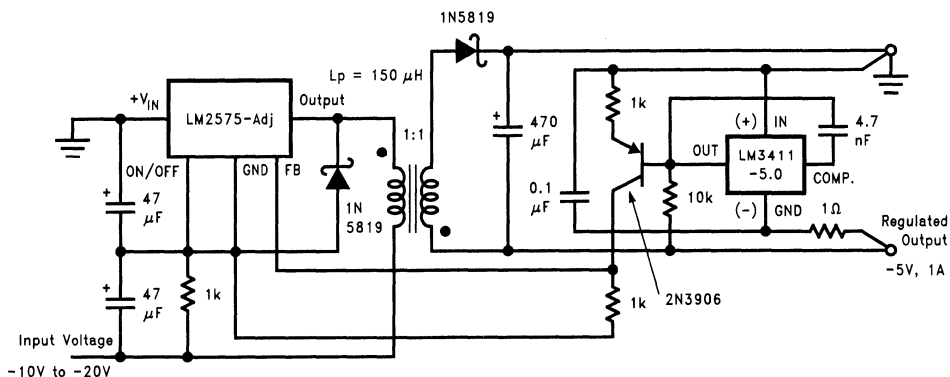 1N5819
Lp = 150 μH
+VIN
LM2575-Adj
Output
1:1
ON/OFF
GND
FB
+
47
μF
1N
5819
+
470
μF
0.1
μF
1k
(+) IN
OUT
LM3411
-5.0
4.7
nF
COMP.
10k
(-) GND
1Ω
Regulated
Output
-5V, 1A
+
47
μF
1k
1k
2N3906
Input Voltage
-10V to -20V